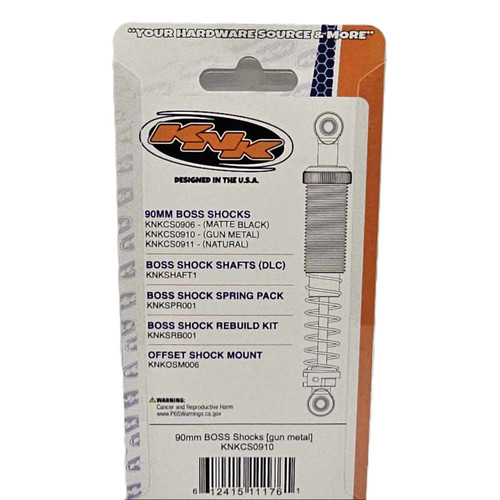 "YOUR HARDWARE SOURCE & MORE"
KNK
DESIGNED IN THE U.S.A.
90MM BOSS SHOCKS
KNKCS0906 - (MATTE BLACK)
KNKCS0910 - (GUN METAL)
KNKCS0911 - (NATURAL)
BOSS SHOCK SHAFTS (DLC)
KNKSHAFT1
BOSS SHOCK SPRING PACK
KNKSPR001
BOSS SHOCK REBUILD KIT
KNKSRB001
OFFSET SHOCK MOUNT
KNKOSM006
⚠WARNING:
Cancer and Reproductive Harm
www.P65Warnings.ca.gov
90mm BOSS Shocks [gun metal]
KNKCS0910
6 12415 11176 1